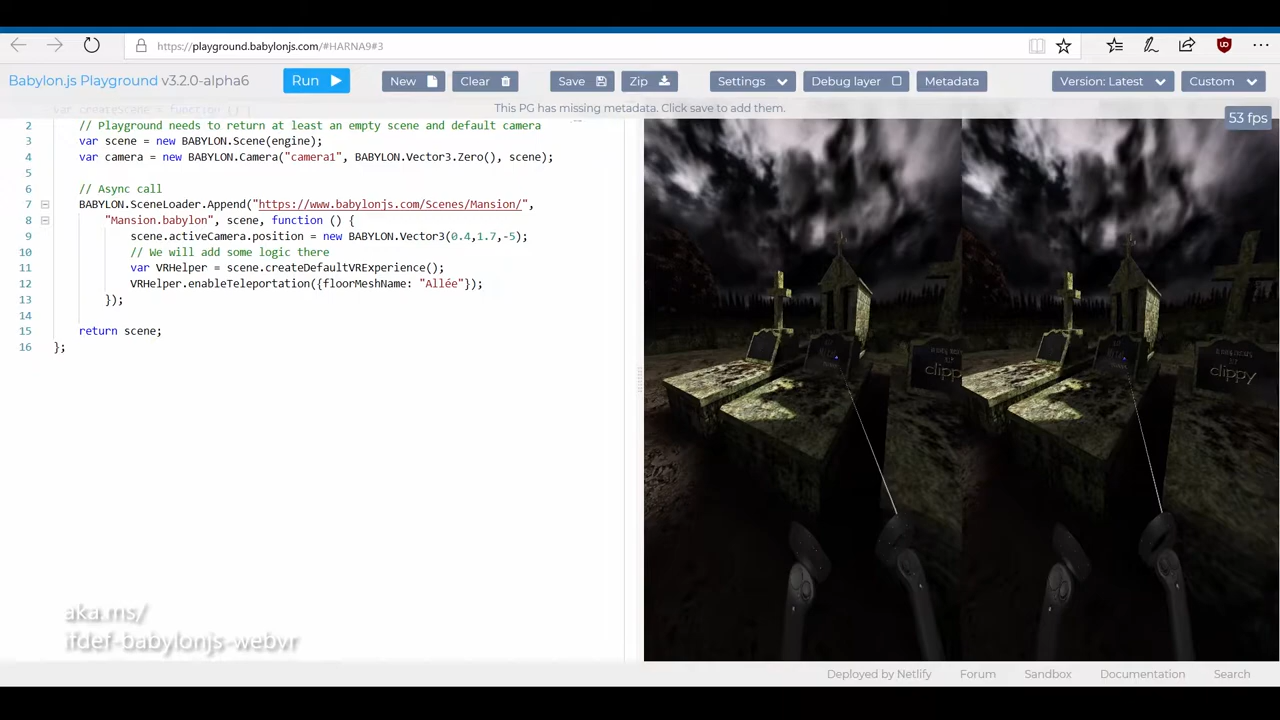 https://playground.babylonjs.com/#HARNA9#3
Babylon.js Playground v3.2.0-alpha6
Run
New
Clear
Save
Zip
Settings
Debug layer
Metadata
Version: Latest
Custom
This PG has missing metadata. Click save to add them.
53 fps
var createScene = function () {
2 // Playground needs to return at least an empty scene and default camera
3 var scene = new BABYLON.Scene(engine);
4 var camera = new BABYLON.Camera("camera1", BABYLON.Vector3.Zero(), scene);
5
6 // Async call
7 BABYLON.SceneLoader.Append("https://www.babylonjs.com/Scenes/Mansion/",
8 "Mansion.babylon", scene, function () {
9 scene.activeCamera.position = new BABYLON.Vector3(0.4,1.7,-5);
10 // We will add some logic there
11 var VRHelper = scene.createDefaultVRExperience();
12 VRHelper.enableTeleportation({floorMeshName: "Allée"});
13 });
14
15 return scene;
16 };
clippy
clippy
aka.ms/
ifdef-babylonjs-webvr
Deployed by Netlify
Forum
Sandbox
Documentation
Search